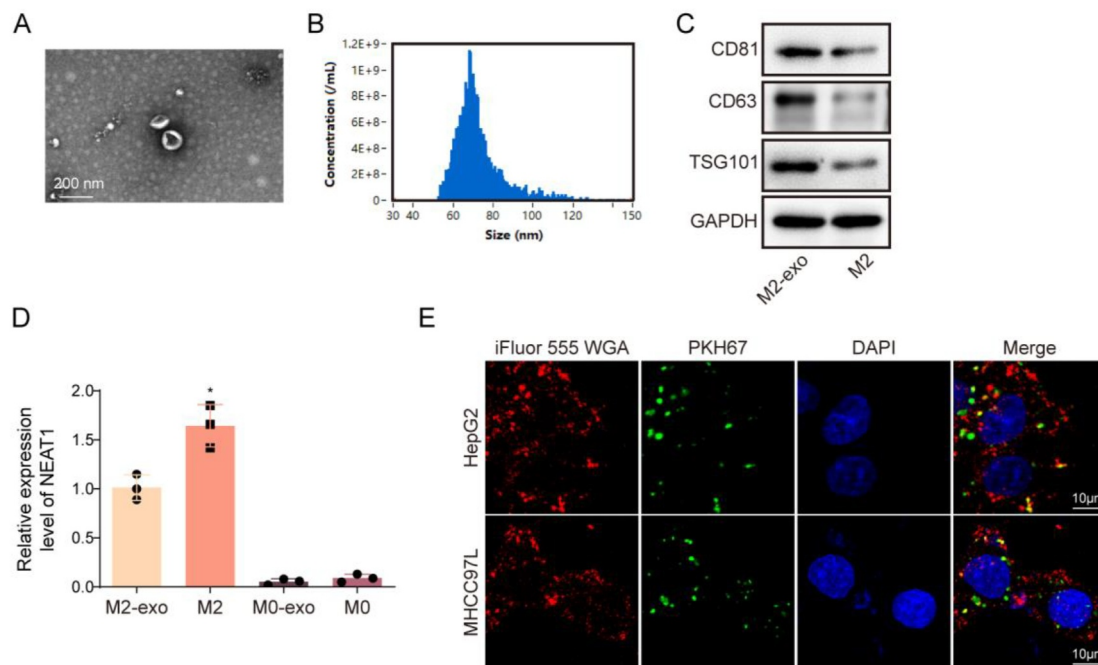 A
200 nm
B
Concentration (/mL)
1.2E+9
1E+9
8E+8
6E+8
4E+8
2E+8
0
30 40 60 80 100 120 150
Size (nm)
C
CD81
CD63
TSG101
GAPDH
M2-exo M2
D
Relative expression
level of NEAT1
2.0
1.5
1.0
0.5
0.0
*
M2-exo M2 M0-exo M0
E
iFluor 555 WGA PKH67 DAPI Merge
HepG2
10μm
MHCC97L
10μm